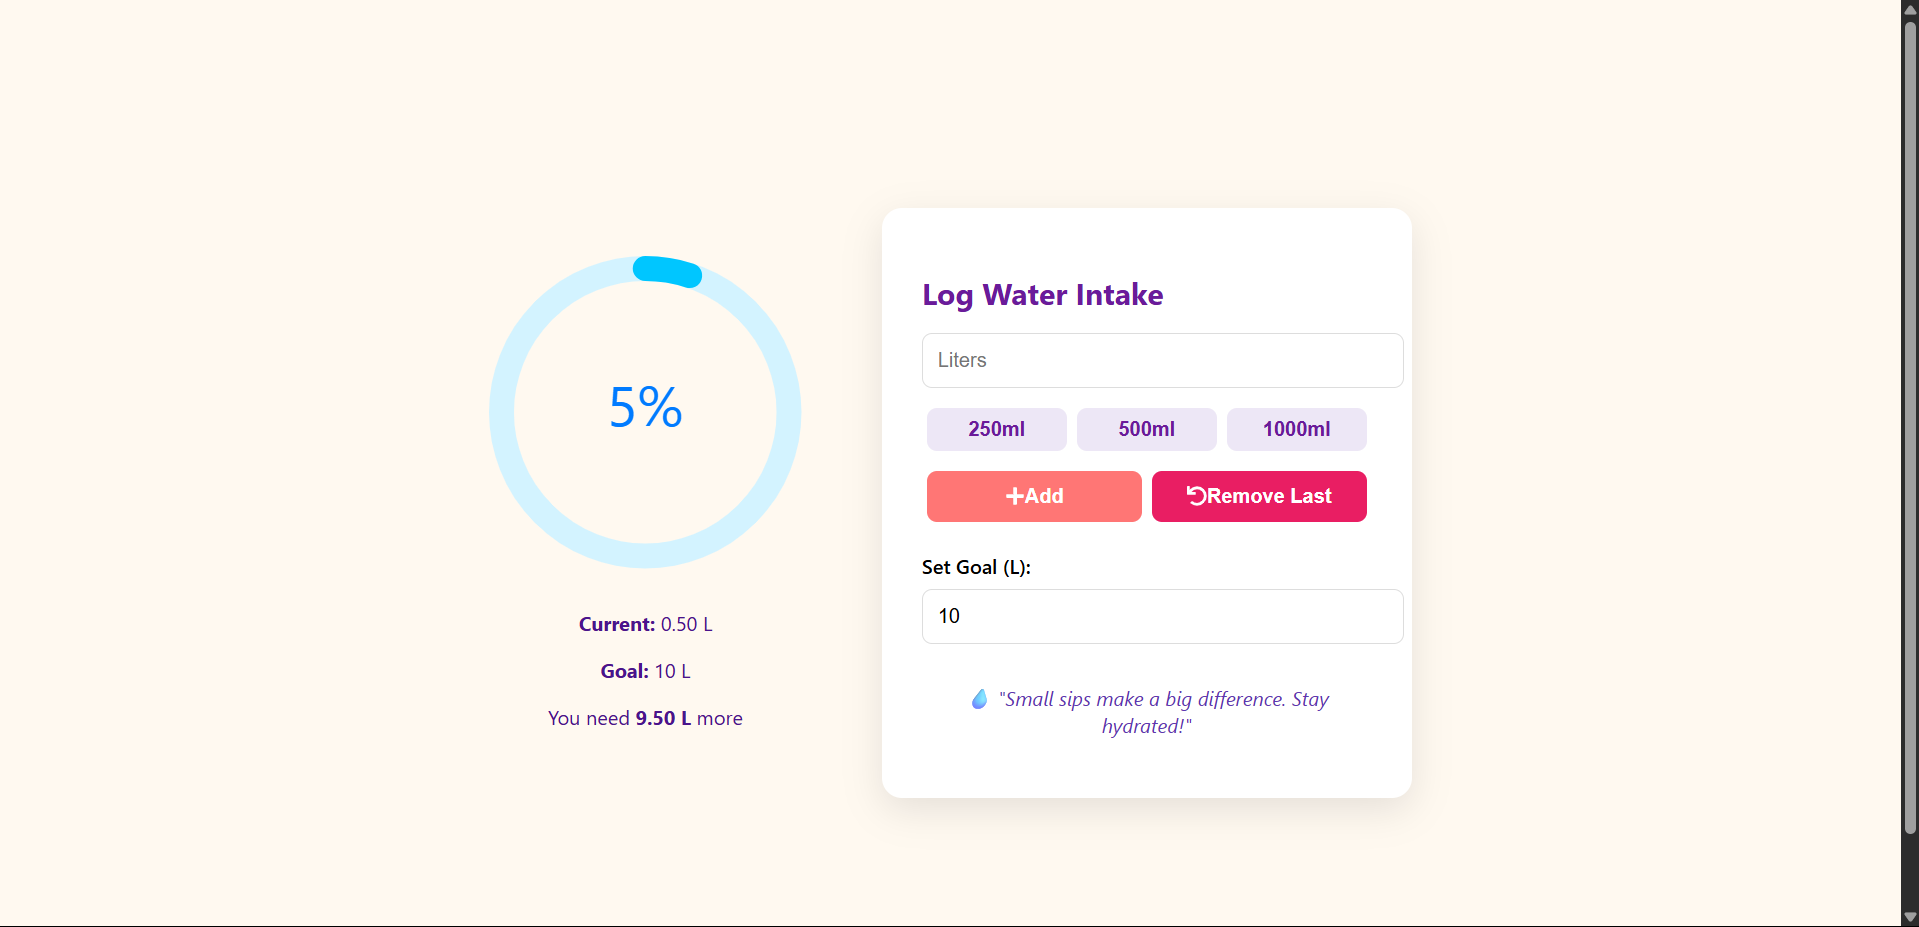 5%
Current: 0.50 L
Goal: 10 L
You need 9.50 L more
Log Water Intake
Liters
250ml 500ml 1000ml
Add Remove Last
Set Goal (L):
10
"Small sips make a big difference. Stay
hydrated!"